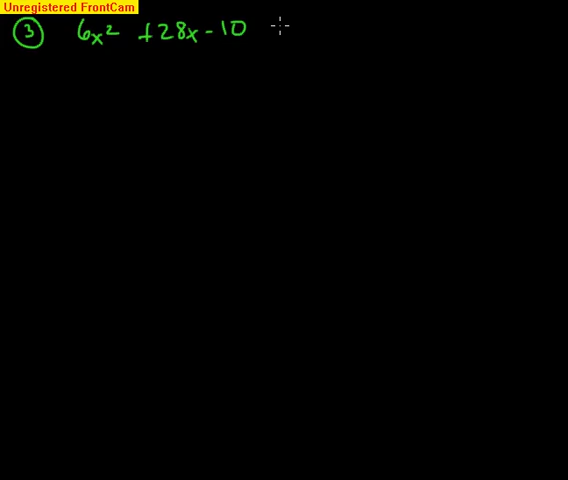 Unregistered FrontCam
③ 6x² +28x-10